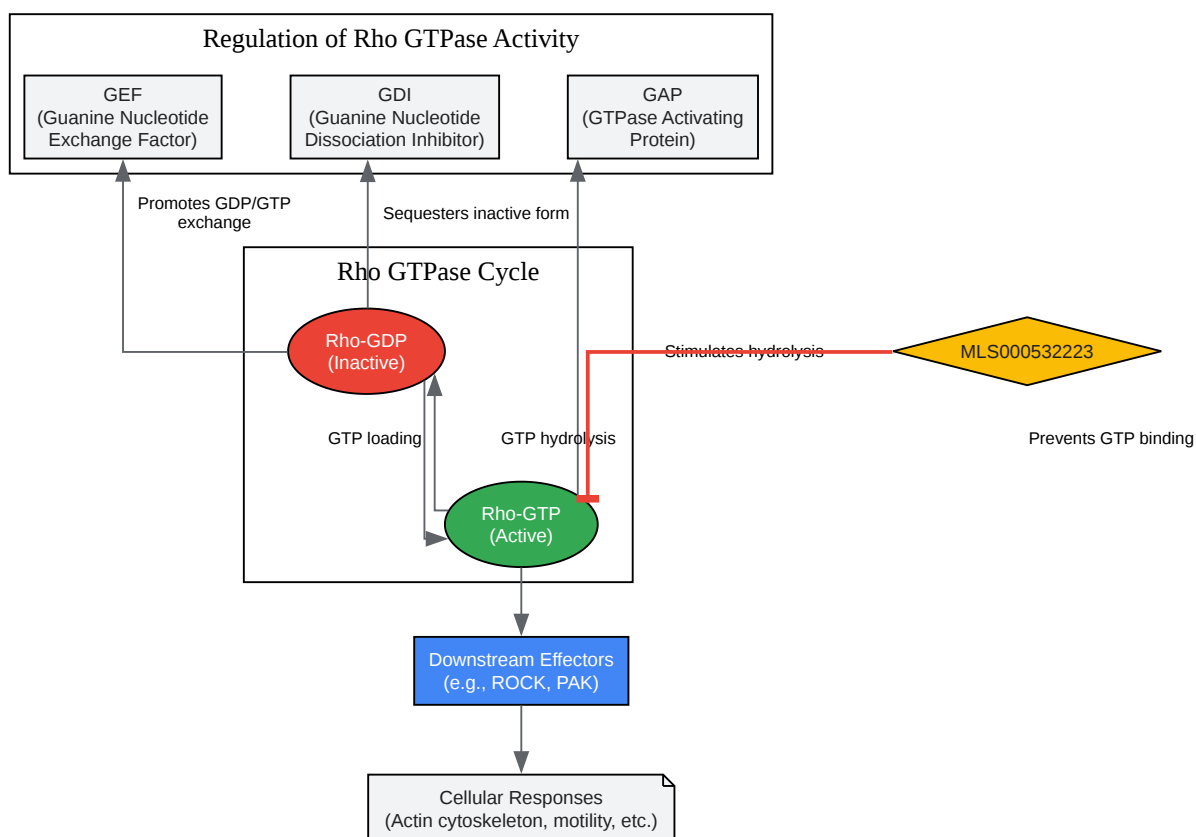 Regulation of Rho GTPase Activity
GEF
(Guanine Nucleotide
Exchange Factor)
GDI
(Guanine Nucleotide
Dissociation Inhibitor)
GAP
(GTPase Activating
Protein)
Promotes GDP/GTP
exchange
Sequesters inactive form
Rho GTPase Cycle
Rho-GDP
(Inactive)
Stimulates hydrolysis
MLS000532223
GTP loading
GTP hydrolysis
Prevents GTP binding
Rho-GTP
(Active)
Downstream Effectors
(e.g., ROCK, PAK)
Cellular Responses
(Actin cytoskeleton, motility, etc.)